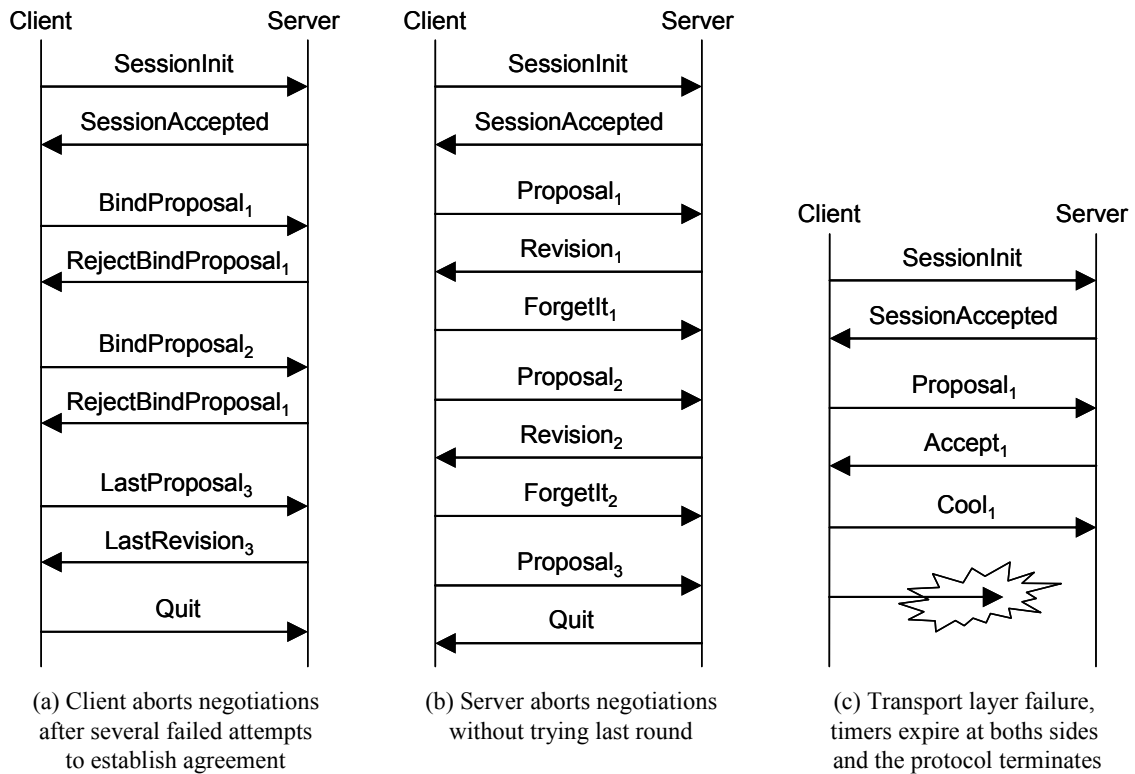 Client Server
SessionInit
SessionAccepted
BindProposal₁
RejectBindProposal₁
BindProposal₂
RejectBindProposal₁
LastProposal₃
LastRevision₃
Quit
(a) Client aborts negotiations
after several failed attempts
to establish agreement
Client Server
SessionInit
SessionAccepted
Proposal₁
Revision₁
ForgetIt₁
Proposal₂
Revision₂
ForgetIt₂
Proposal₃
Quit
(b) Server aborts negotiations
without trying last round
Client Server
SessionInit
SessionAccepted
Proposal₁
Accept₁
Cool₁
(c) Transport layer failure,
timers expire at boths sides
and the protocol terminates